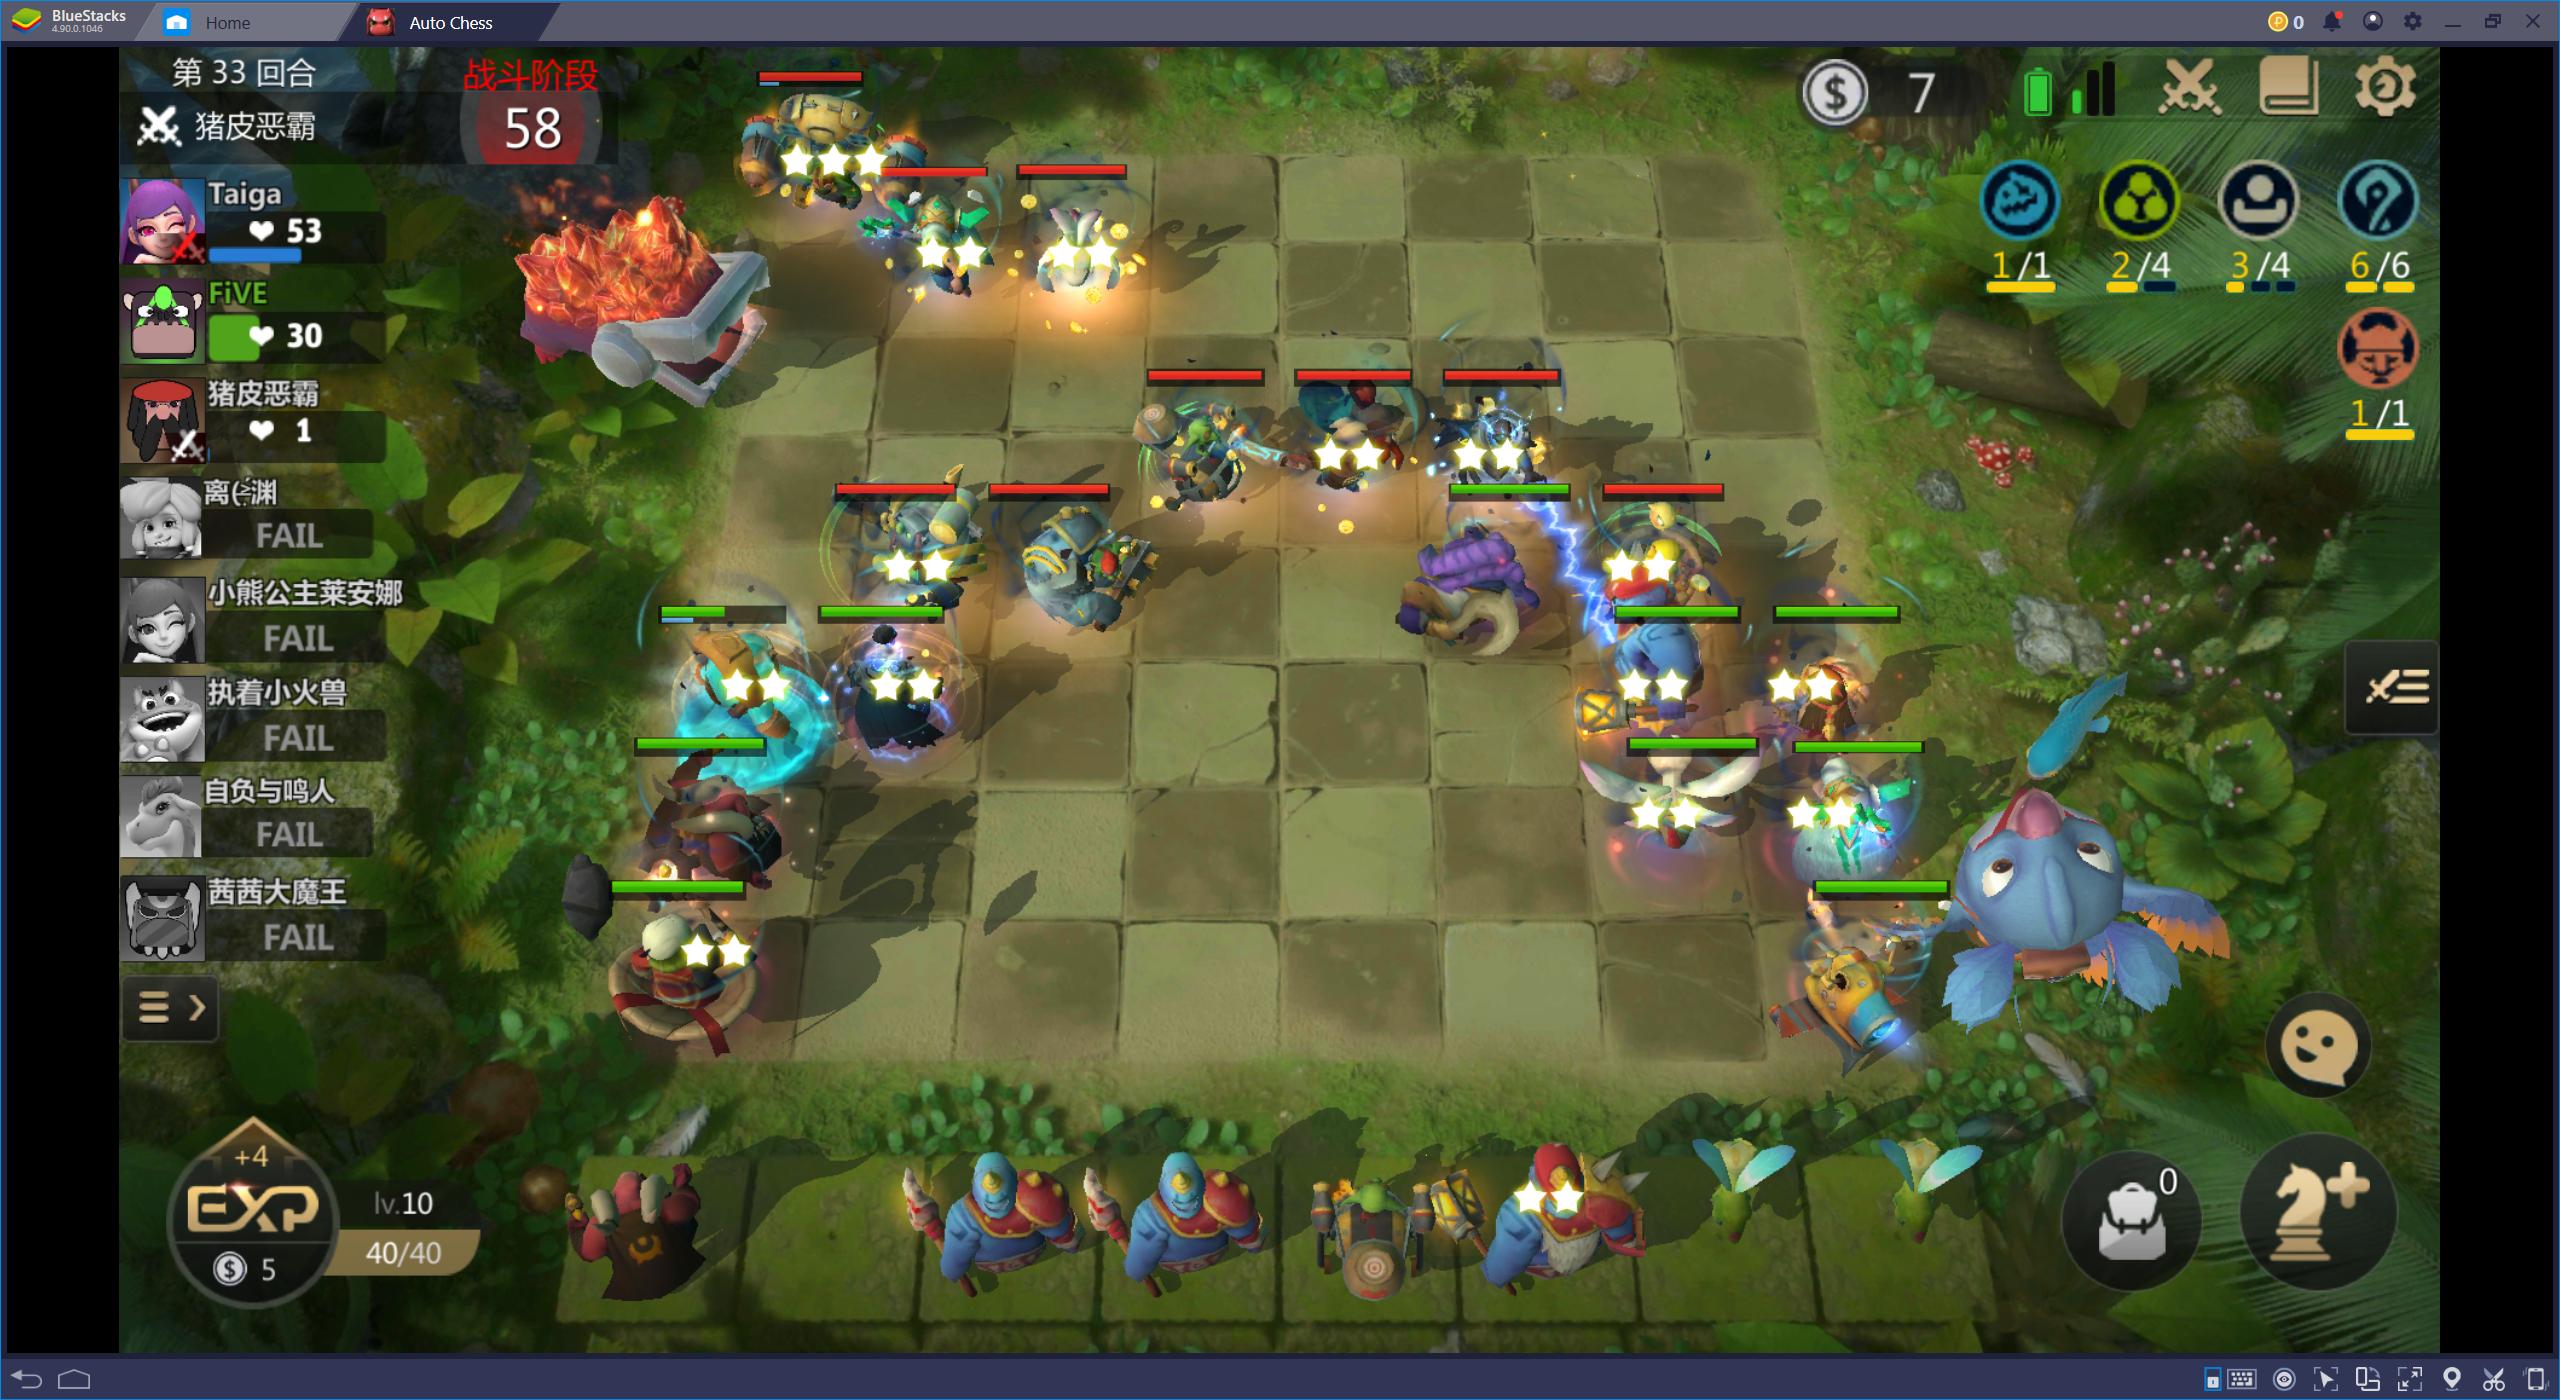 BlueStacks
4.90.0.1046
Home
Auto Chess
0
第 33 回合
战斗阶段
猪皮恶霸
58
7
Taiga
53
FiVE
30
猪皮恶霸
1
离(≥渊
FAIL
小熊公主莱安娜
FAIL
执着小火兽
FAIL
自负与鸣人
FAIL
茜茜大魔王
FAIL
1/1
2/4
3/4
6/6
1/1
+4
EXP
5
lv.10
40/40
0